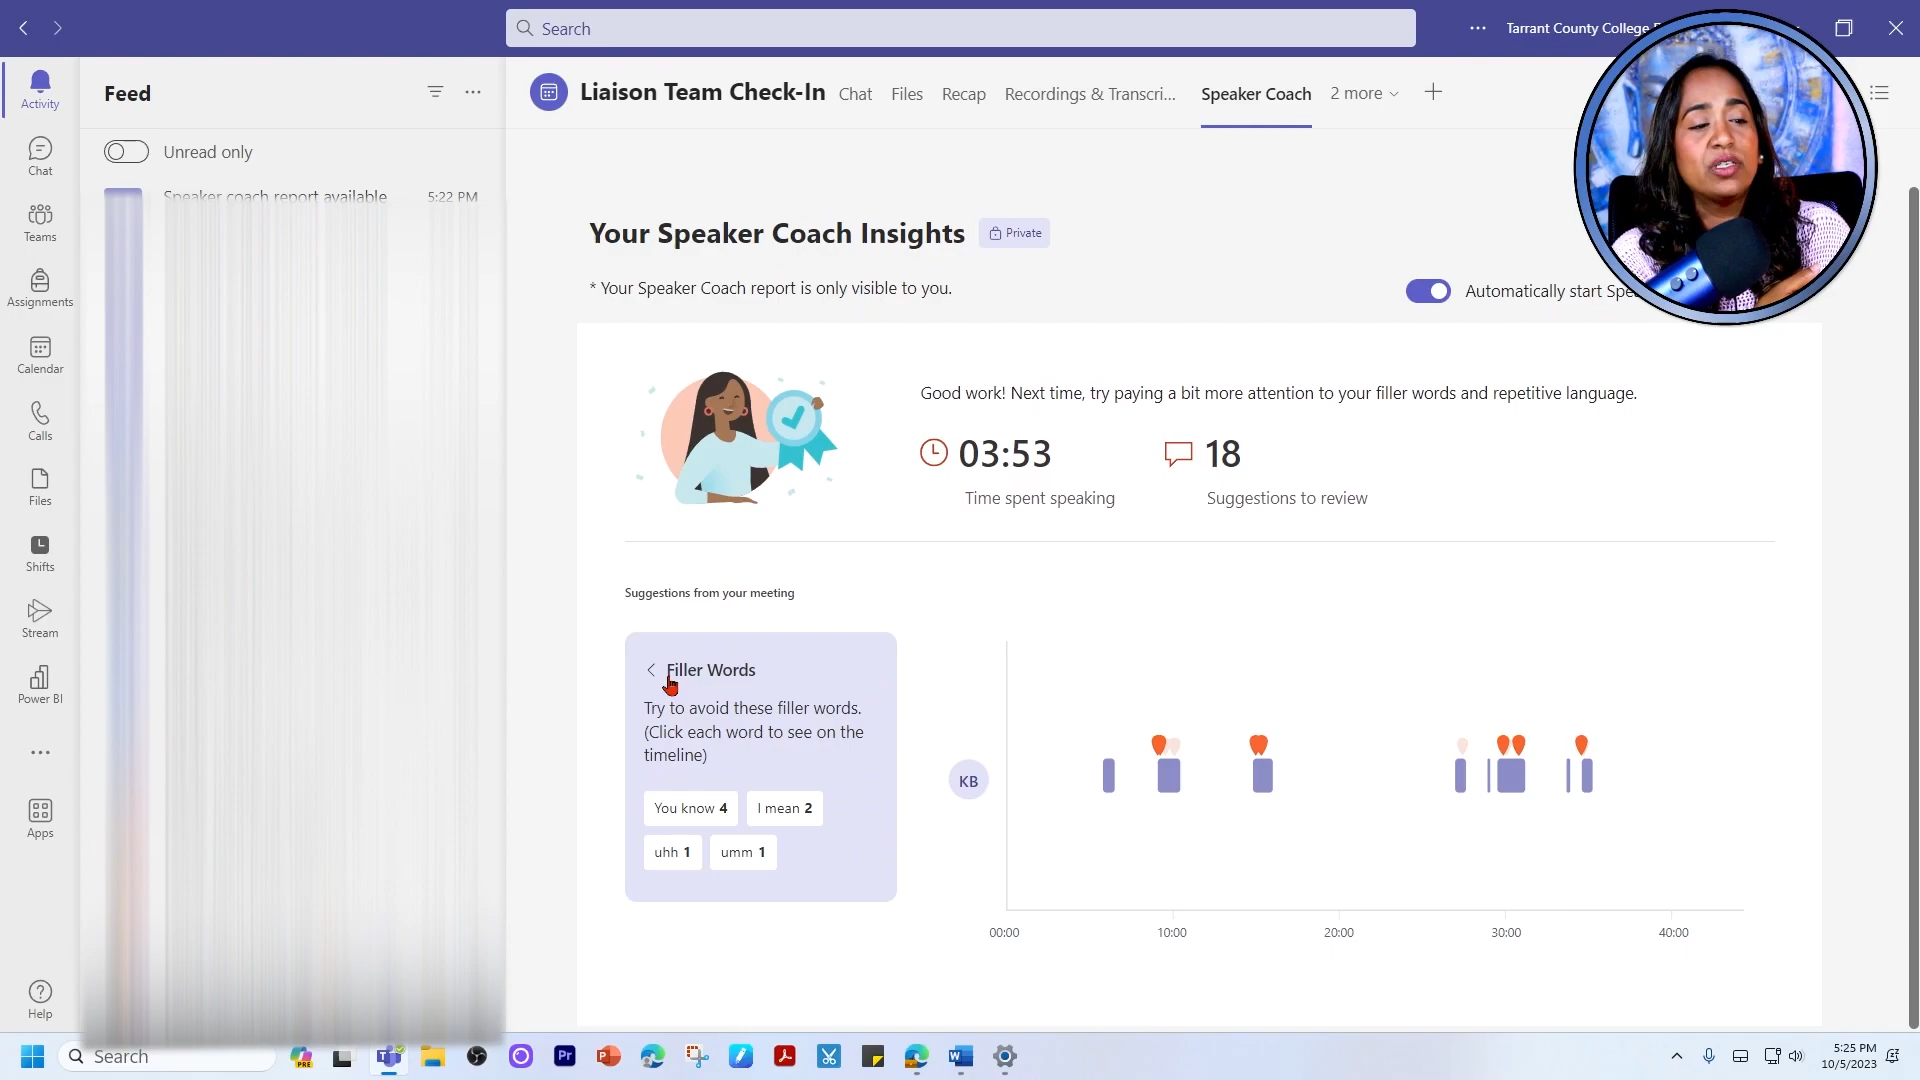 Search
Tarrant County College
Activity
Chat
Teams
Assignments
Calendar
Calls
Files
Shifts
Stream
Power BI
Apps
Help
Feed
Unread only
Speaker coach report available 5:22 PM
Liaison Team Check-In Chat Files Recap Recordings & Transcri... Speaker Coach 2 more
Your Speaker Coach Insights Private
* Your Speaker Coach report is only visible to you.
Automatically start
Good work! Next time, try paying a bit more attention to your filler words and repetitive language.
03:53 18
Time spent speaking Suggestions to review
Suggestions from your meeting
Filler Words
Try to avoid these filler words.
(Click each word to see on the
timeline)
You know 4 I mean 2
uhh 1 umm 1
KB
00:00 10:00 20:00 30:00 40:00
Search
PRE
Pr
5:25 PM
10/5/2023